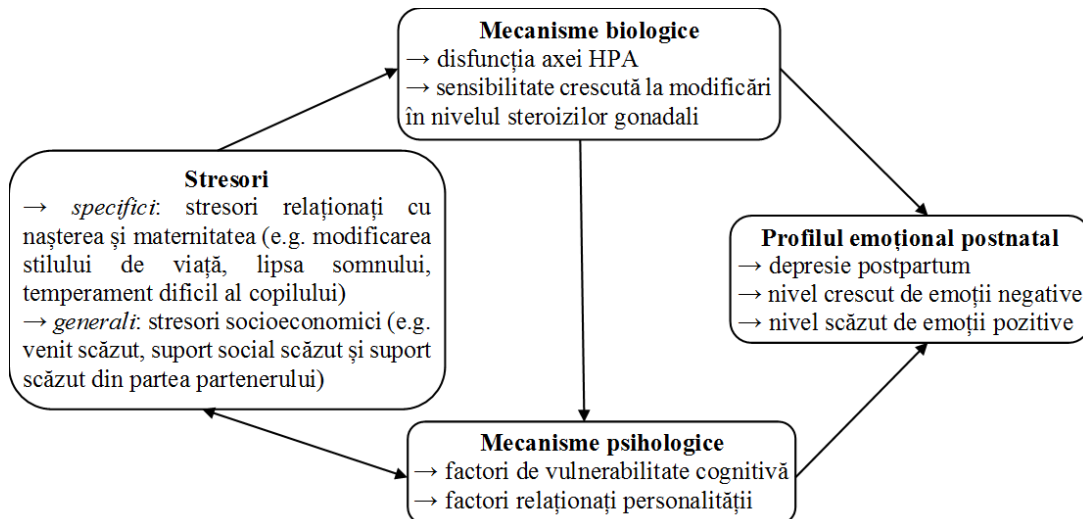 Mecanisme biologice
→ disfuncția axei HPA
→ sensibilitate crescută la modificări
în nivelul steroizilor gonadali
Stresori
→ specifici: stresori relaționați cu
nașterea și maternitatea (e.g. modificarea
stilului de viață, lipsa somnului,
temperament dificil al copilului)
→ generali: stresori socioeconomici (e.g.
venit scăzut, suport social scăzut și suport
scăzut din partea partenerului)
Profilul emoțional postnatal
→ depresie postpartum
→ nivel crescut de emoții negative
→ nivel scăzut de emoții pozitive
Mecanisme psihologice
→ factori de vulnerabilitate cognitivă
→ factori relaționați personalității